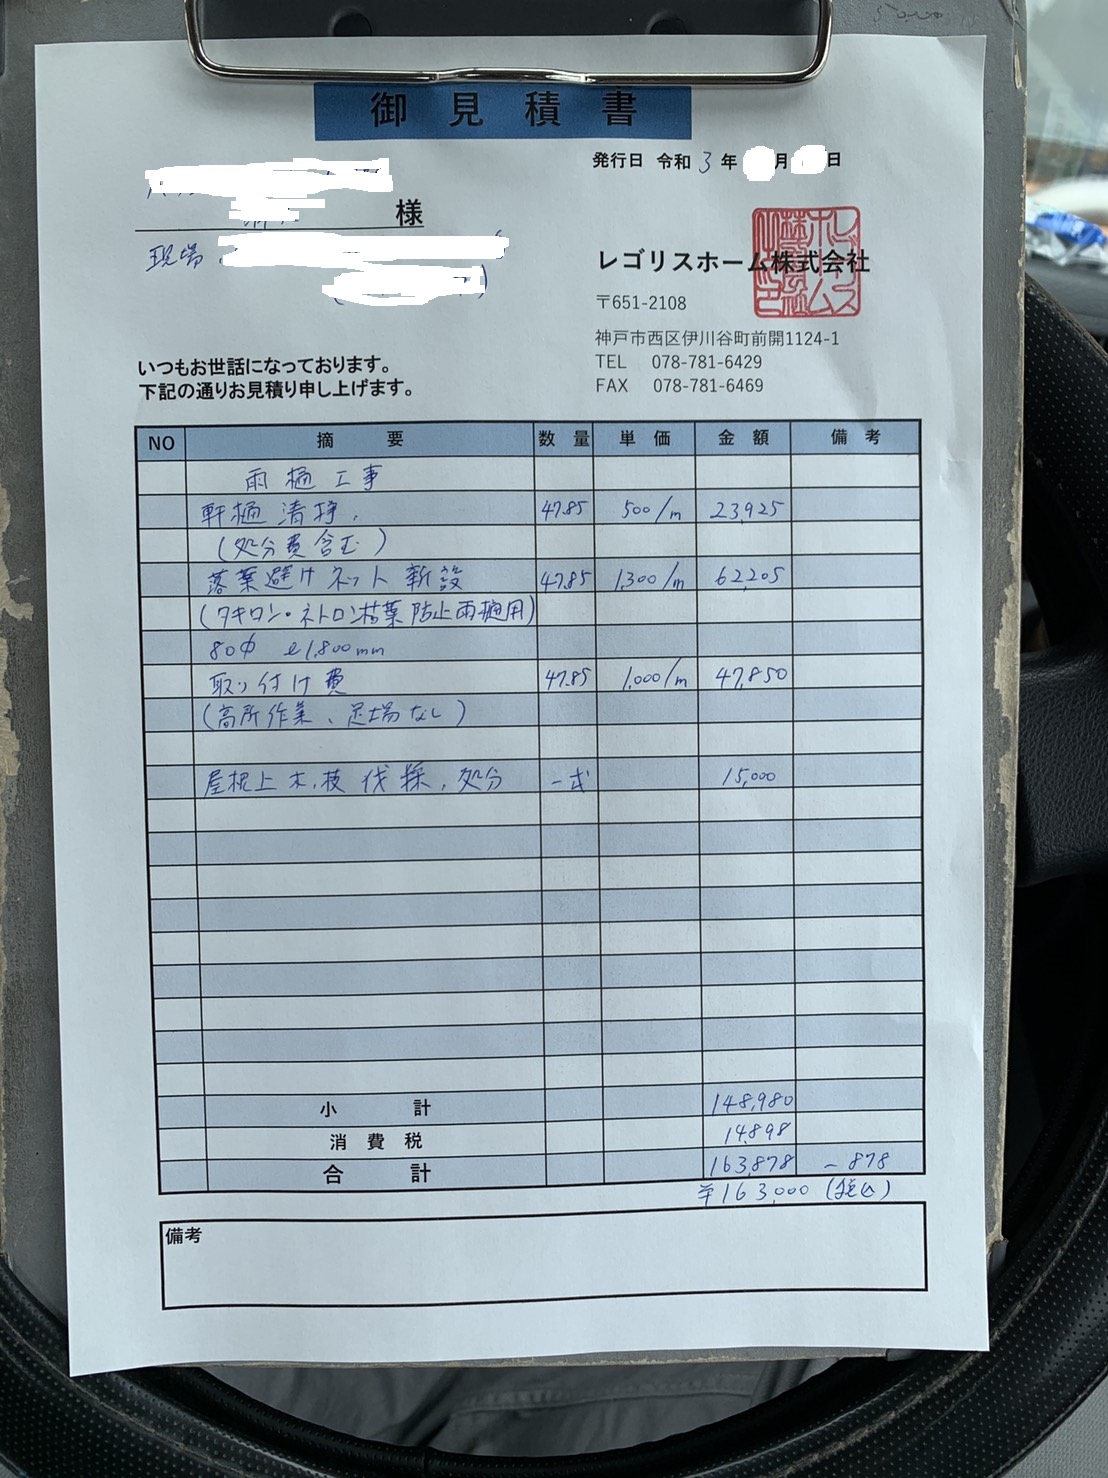 御見積書
発行日 令和 3 年 月 日
様
現場
レゴリスホーム株式会社
〒651-2108
神戸市西区伊川谷町前開1124-1
TEL 078-781-6429
FAX 078-781-6469
いつもお世話になっております。
下記の通りお見積り申し上げます。
NO 摘要 数量 単価 金額 備考
雨樋工事
軒樋清掃. 47.85 500/m 23,925
(処分費含む)
落葉避けネット新設 47.85 1,300/m 62,205
(タキロン・ネトロン落葉防止雨樋用)
80φ ℓ1,800mm
取り付け費 47.85 1,000/m 47,850
(高所作業、足場なし)
屋根上木、枝伐採、処分 一式 15,000
小計 148,980
消費税 14,898
合計 163,878 -878
¥163,000 (税込)
備考